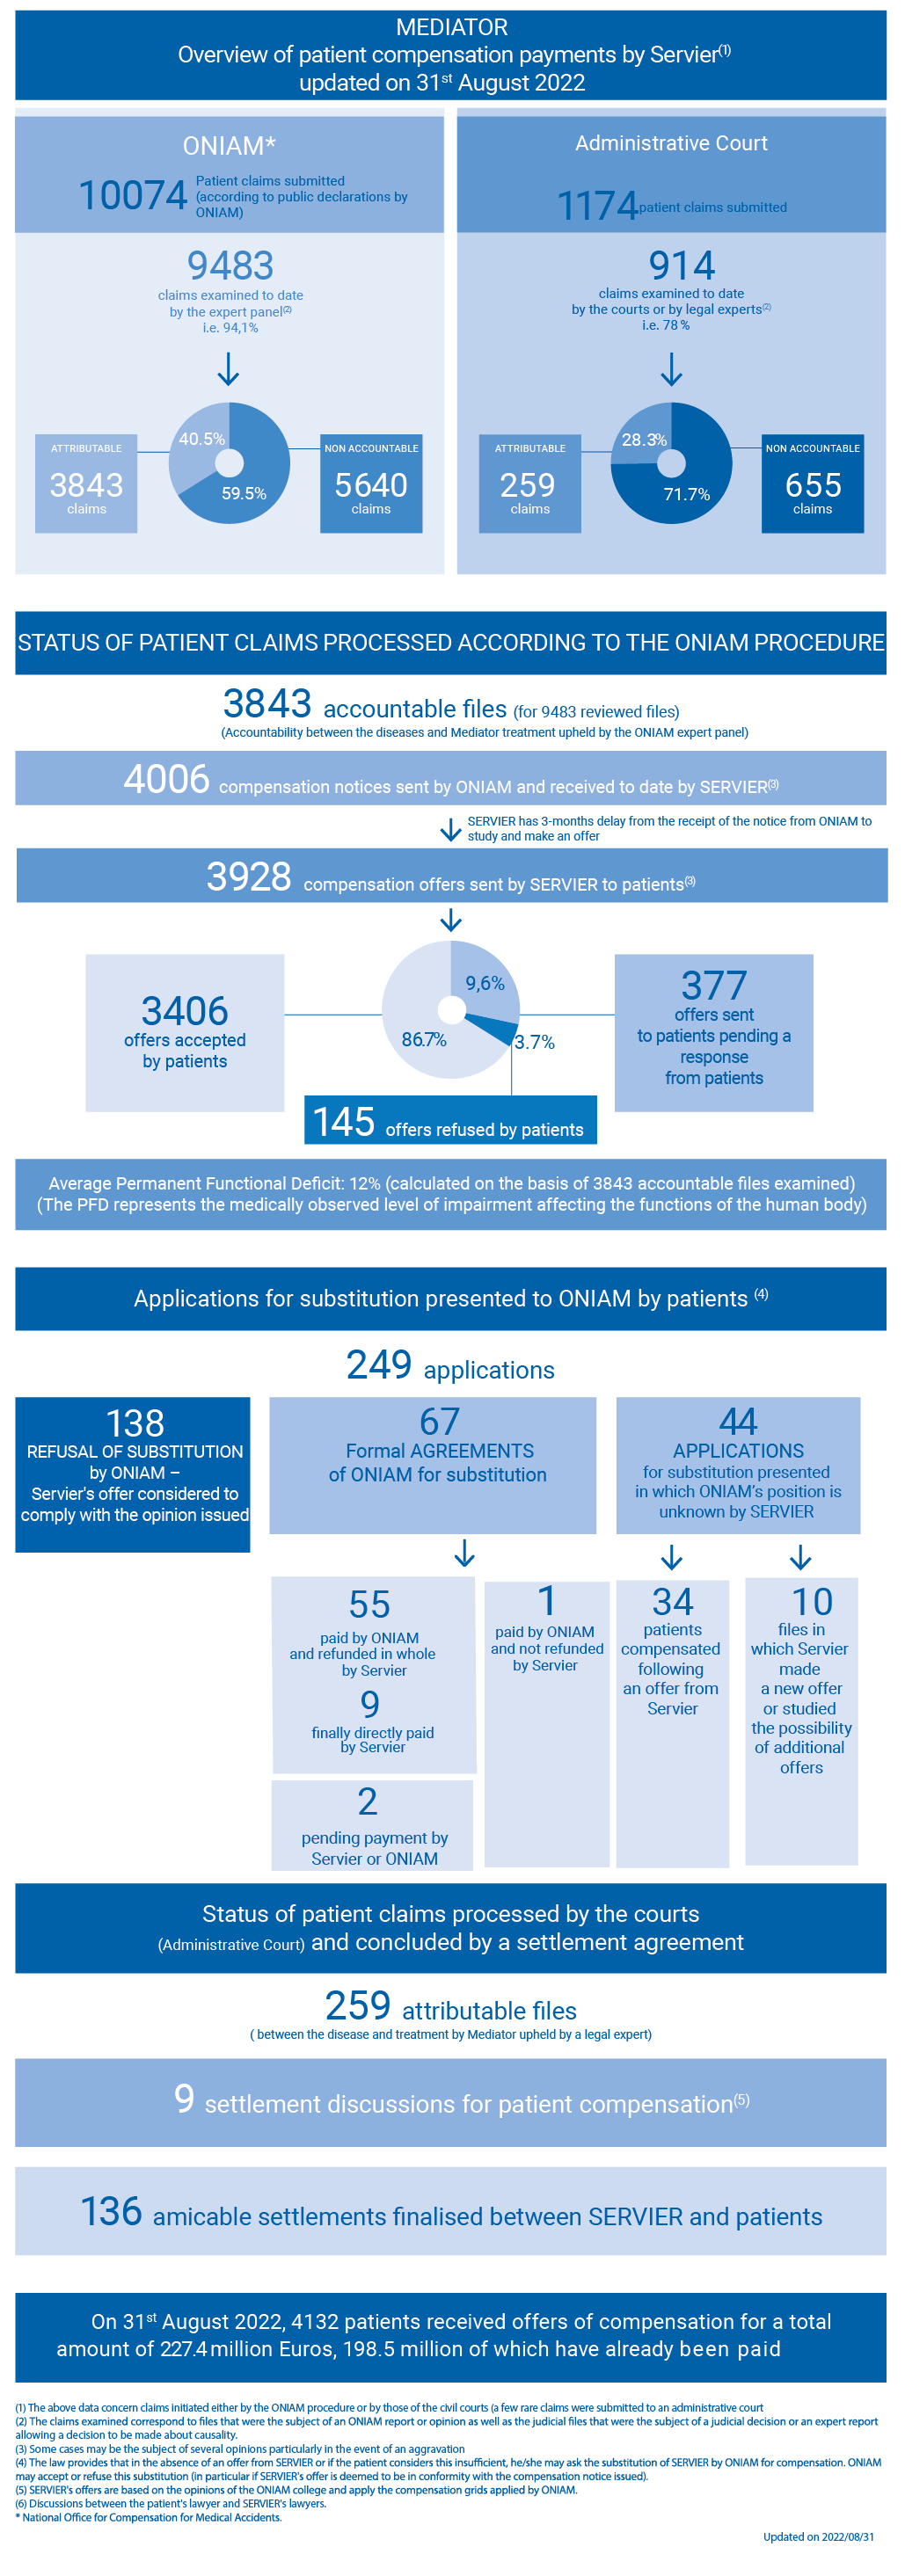 MEDIATOR
Overview of patient compensation payments by Servier(1)
updated on 31st August 2022
ONIAM*
10074 Patient claims submitted
(according to public declarations by
ONIAM)
Administrative Court
1174 patient claims submitted
9483
claims examined to date
by the expert panel(2)
i.e. 94,1%
914
claims examined to date
by the courts or by legal experts(2)
i.e. 78 %
ATTRIBUTABLE
3843
claims
40.5%
59.5%
NON ACCOUNTABLE
5640
claims
ATTRIBUTABLE
259
claims
28.3%
71.7%
NON ACCOUNTABLE
655
claims
STATUS OF PATIENT CLAIMS PROCESSED ACCORDING TO THE ONIAM PROCEDURE
3843 accountable files (for 9483 reviewed files)
(Accountability between the diseases and Mediator treatment upheld by the ONIAM expert panel)
4006 compensation notices sent by ONIAM and received to date by SERVIER(3)
SERVIER has 3-months delay from the receipt of the notice from ONIAM to
study and make an offer
3928 compensation offers sent by SERVIER to patients(3)
3406
offers accepted
by patients
9,6%
86.7%
3.7%
377
offers sent
to patients pending a
response
from patients
145 offers refused by patients
Average Permanent Functional Deficit: 12% (calculated on the basis of 3843 accountable files examined)
(The PFD represents the medically observed level of impairment affecting the functions of the human body)
Applications for substitution presented to ONIAM by patients (4)
249 applications
138
REFUSAL OF SUBSTITUTION
by ONIAM –
Servier's offer considered to
comply with the opinion issued
67
Formal AGREEMENTS
of ONIAM for substitution
44
APPLICATIONS
for substitution presented
in which ONIAM's position is
unknown by SERVIER
55
paid by ONIAM
and refunded in whole
by Servier
9
finally directly paid
by Servier
2
pending payment by
Servier or ONIAM
1
paid by ONIAM
and not refunded
by Servier
34
patients
compensated
following
an offer from
Servier
10
files in
which Servier
made
a new offer
or studied
the possibility
of additional
offers
Status of patient claims processed by the courts
(Administrative Court) and concluded by a settlement agreement
259 attributable files
( between the disease and treatment by Mediator upheld by a legal expert)
9 settlement discussions for patient compensation(5)
136 amicable settlements finalised between SERVIER and patients
On 31st August 2022, 4132 patients received offers of compensation for a total
amount of 227.4 million Euros, 198.5 million of which have already been paid
(1) The above data concern claims initiated either by the ONIAM procedure or by those of the civil courts (a few rare claims were submitted to an administrative court
(2) The claims examined correspond to files that were the subject of an ONIAM report or opinion as well as the judicial files that were the subject of a judicial decision or an expert report
allowing a decision to be made about causality.
(3) Some cases may be the subject of several opinions particularly in the event of an aggravation
(4) The law provides that in the absence of an offer from SERVIER or if the patient considers this insufficient, he/she may ask the substitution of SERVIER by ONIAM for compensation. ONIAM
may accept or refuse this substitution (in particular if SERVIER's offer is deemed to be in conformity with the compensation notice issued).
(5) SERVIER's offers are based on the opinions of the ONIAM college and apply the compensation grids applied by ONIAM.
(6) Discussions between the patient's lawyer and SERVIER's lawyers.
* National Office for Compensation for Medical Accidents.
Updated on 2022/08/31